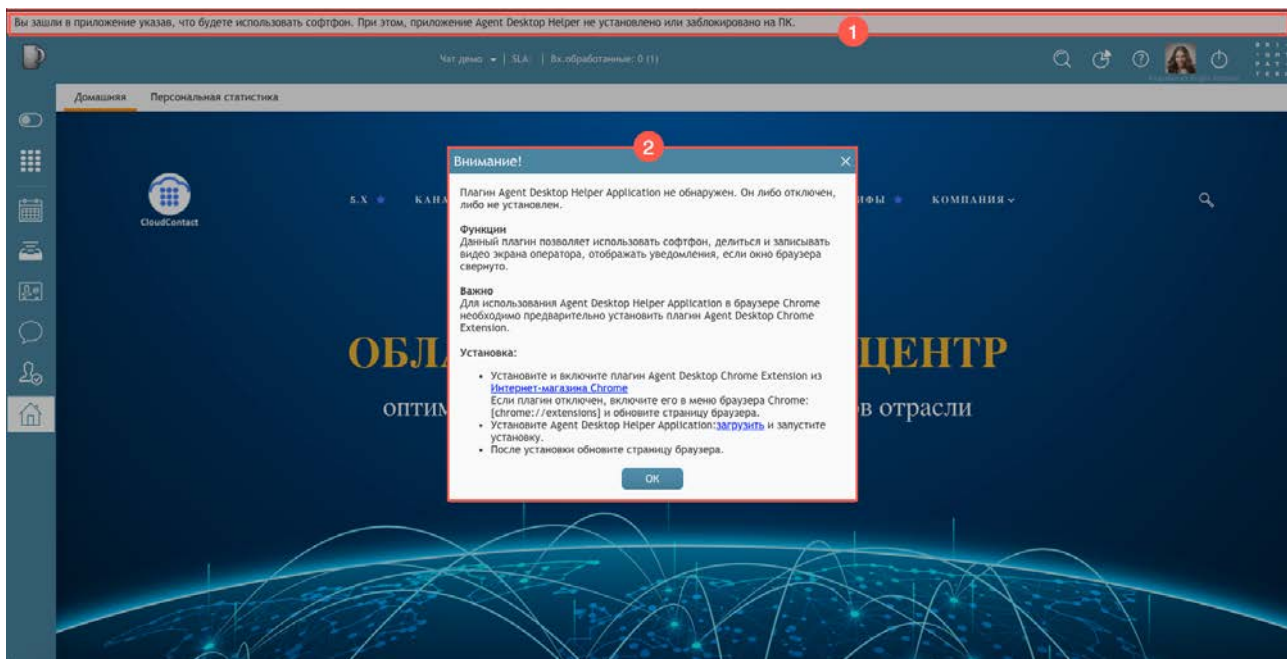 Вы зашли в приложение указав, что будете использовать софтфон. При этом, приложение Agent Desktop Helper не установлено или заблокировано на ПК.
1
Чат демо | SLA: | Вх.обработанные: 0 (1)
Домашняя Персональная статистика
2
Внимание!
Плагин Agent Desktop Helper Application не обнаружен. Он либо отключен,
либо не установлен.
CloudContact
5.X КАНА
ИФЫ КОМПАНИЯ
Функции
Данный плагин позволяет использовать софтфон, делиться и записывать
видео экрана оператора, отображать уведомления, если окно браузера
свернуто.
Важно
Для использования Agent Desktop Helper Application в браузере Chrome
необходимо предварительно установить плагин Agent Desktop Chrome
Extension.
Установка:
• Установите и включите плагин Agent Desktop Chrome Extension из
Интернет-магазина Chrome
Если плагин отключен, включите его в меню браузера Chrome:
[chrome://extensions] и обновите страницу браузера.
• Установите Agent Desktop Helper Application:загрузить и запустите
установку.
• После установки обновите страницу браузера.
ОК
ОБЛА ЦЕНТР
оптим в отрасли